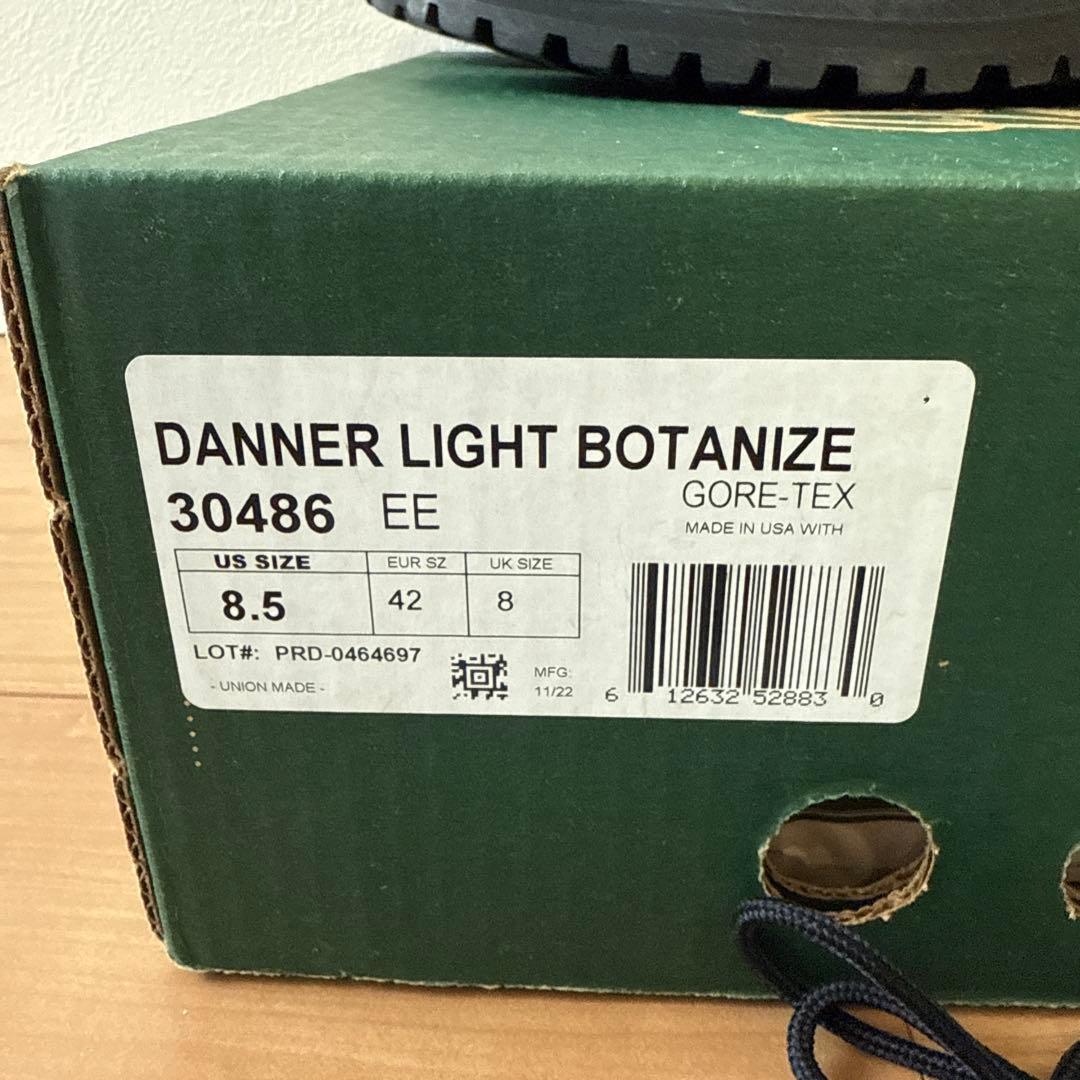 DANNER LIGHT BOTANIZE
30486 EE
GORE-TEX
MADE IN USA WITH
US SIZE EUR SZ UK SIZE
8.5 42 8
LOT#: PRD-0464697
- UNION MADE -
MFG:
11/22
6 12632 52883 0